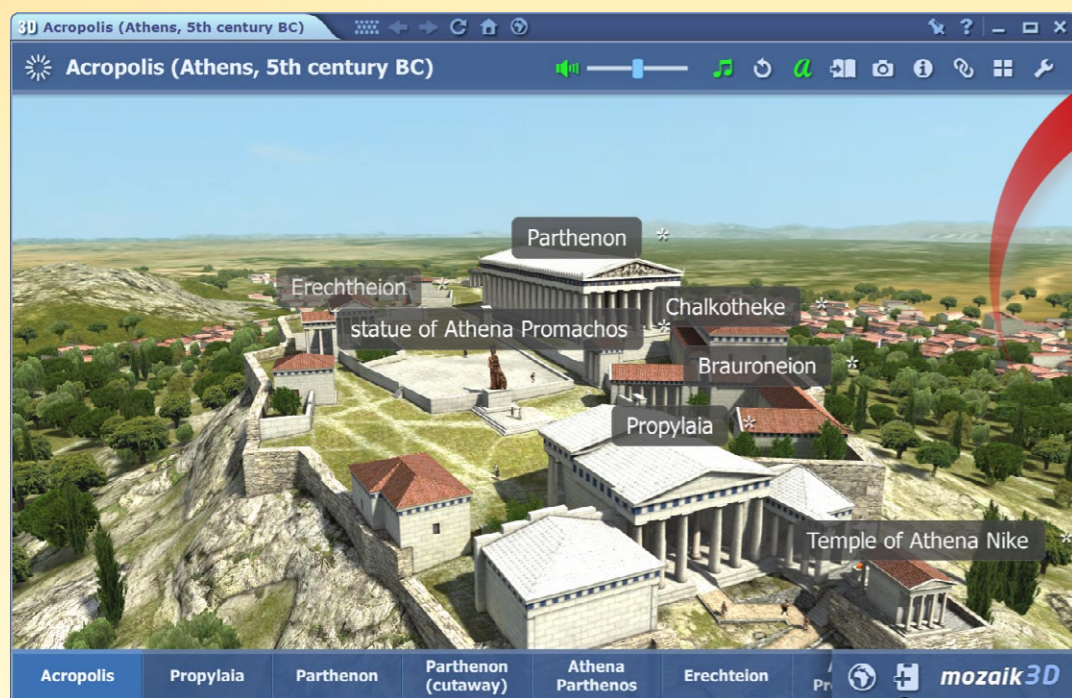 3D Acropolis (Athens, 5th century BC)
Acropolis (Athens, 5th century BC)
Parthenon
Erechtheion
Chalkotheke
statue of Athena Promachos
Brauroneion
Propylaia
Temple of Athena Nike
Acropolis
Propylaia
Parthenon
Parthenon
(cutaway)
Athena
Parthenos
Erechteion
mozaik3D